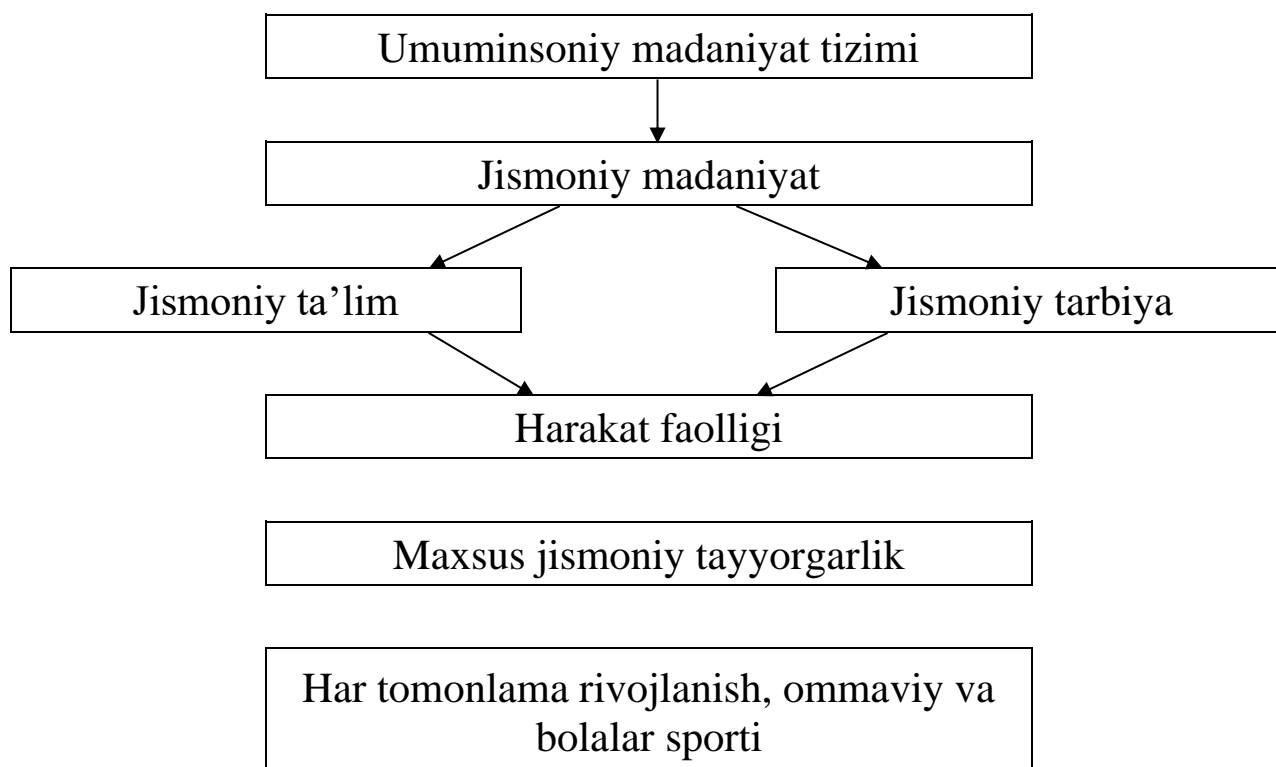 Umuminsoniy madaniyat tizimi
Jismoniy madaniyat
Jismoniy ta’lim
Jismoniy tarbiya
Harakat faolligi
Maxsus jismoniy tayyorgarlik
Har tomonlama rivojlanish, ommaviy va
bolalar sporti